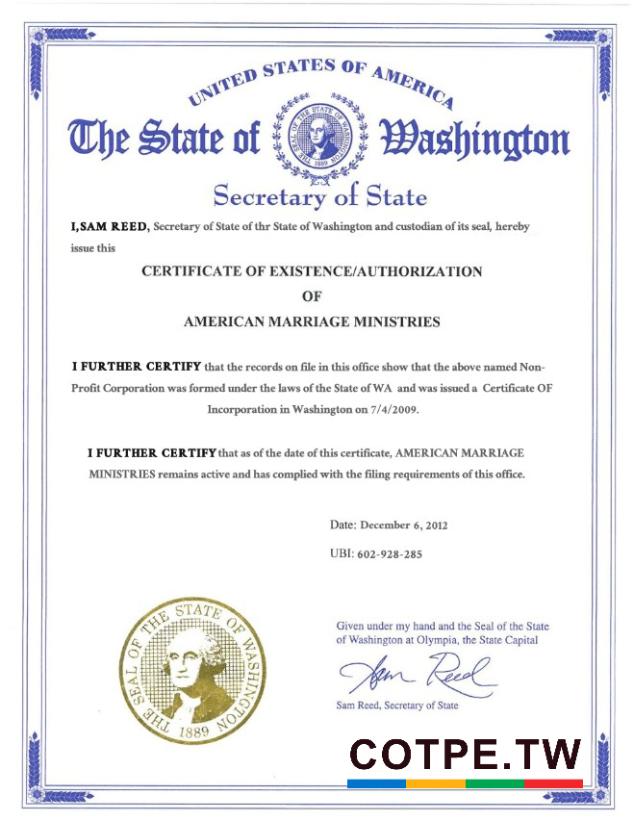 UNITED STATES OF AMERICA
The State of Washington
THE SEAL OF THE STATE OF WASHINGTON
1889
Secretary of State
I,SAM REED, Secretary of State of thr State of Washington and custodian of its seal, hereby
issue this
CERTIFICATE OF EXISTENCE/AUTHORIZATION
OF
AMERICAN MARRIAGE MINISTRIES
I FURTHER CERTIFY that the records on file in this office show that the above named Non-
Profit Corporation was formed under the laws of the State of WA and was issued a Certificate OF
Incorporation in Washington on 7/4/2009.
I FURTHER CERTIFY that as of the date of this certificate, AMERICAN MARRIAGE
MINISTRIES remains active and has complied with the filing requirements of this office.
Date: December 6, 2012
UBI: 602-928-285
THE SEAL OF THE STATE OF WASHINGTON
1889
Given under my hand and the Seal of the State
of Washington at Olympia, the State Capital
Sam Reed
Sam Reed, Secretary of State
COTPE.TW